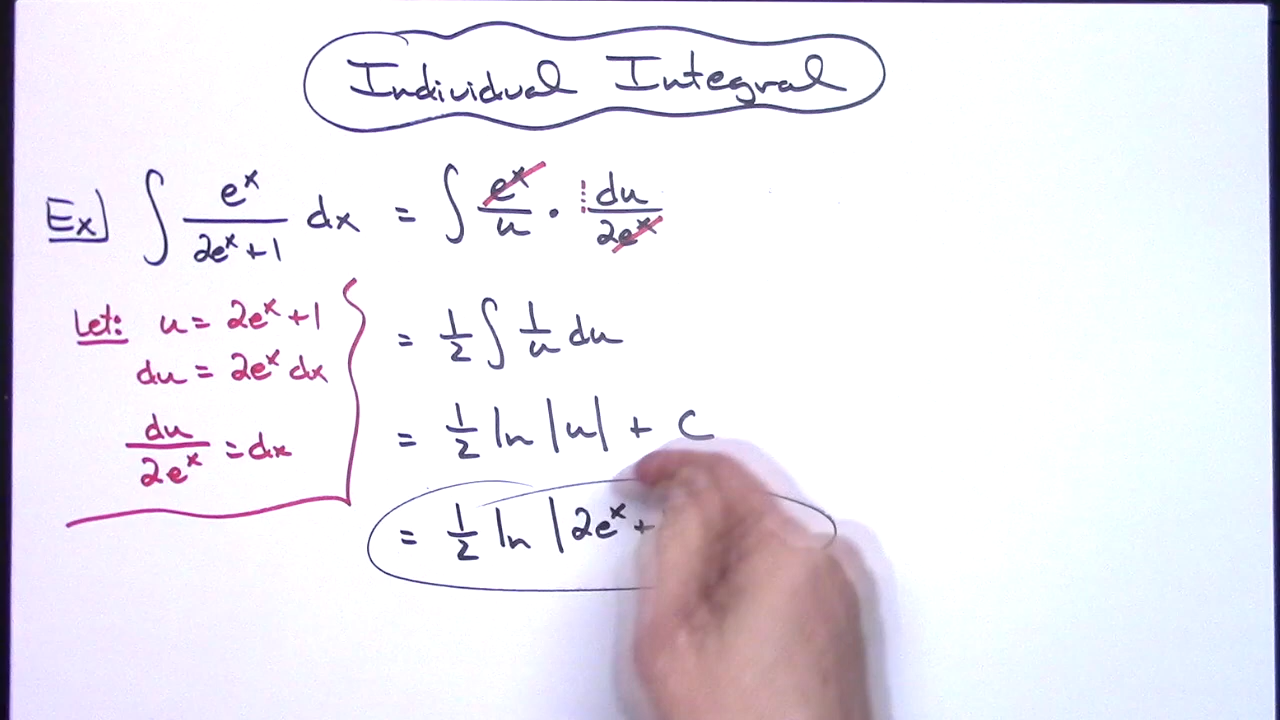 Individual Integral
Ex) ∫ e^x / (2e^x + 1) dx = ∫ e^x / u · du / (2e^x)
Let: u = 2e^x + 1
du = 2e^x dx
du / (2e^x) = dx
= 1/2 ∫ 1/u du
= 1/2 ln |u| + C
= 1/2 ln |2e^x +